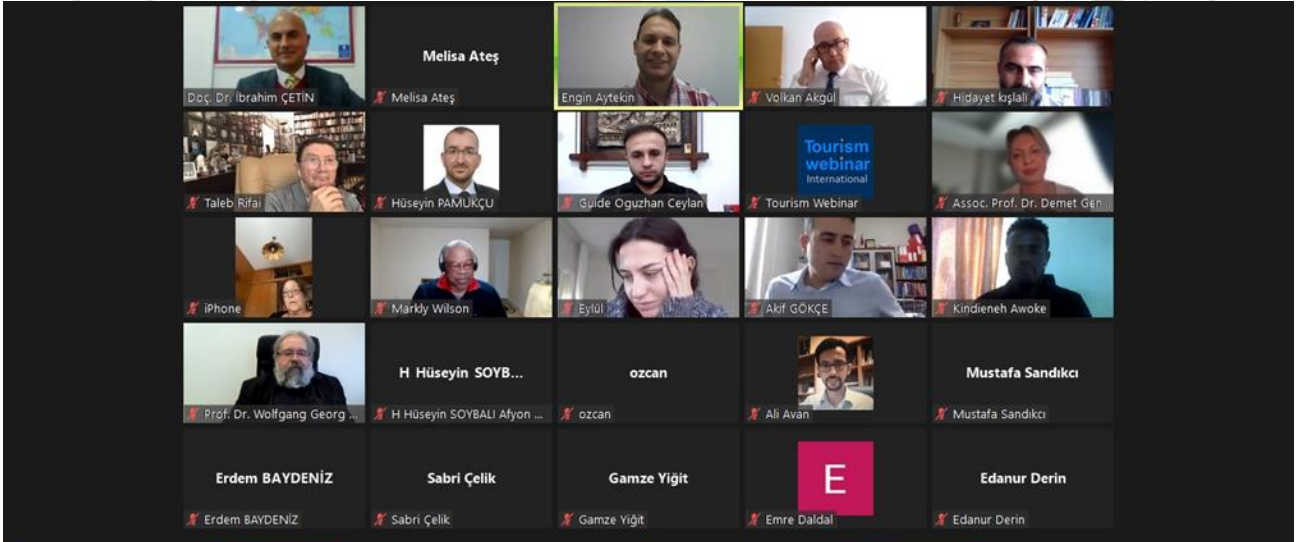 Doç. Dr. İbrahim ÇETİN
Melisa Ateş
Melisa Ateş
Engin Aytekin
Volkan Akgül
Hidayet kışlali
Taleb Rifai
Hüseyin PAMUKÇU
Guide Oguzhan Ceylan
Tourism
webinar
International
Tourism Webinar
Assoc. Prof. Dr. Demet Gen...
iPhone
Markly Wilson
Eylül
Akif GÖKÇE
Kindieneh Awoke
Prof. Dr. Wolfgang Georg ...
H Hüseyin SOYB...
H Hüseyin SOYBALI Afyon ...
ozcan
ozcan
Ali Avan
Mustafa Sandıkcı
Mustafa Sandıkcı
Erdem BAYDENİZ
Erdem BAYDENİZ
Sabri Çelik
Sabri Çelik
Gamze Yiğit
Gamze Yiğit
E
Emre Daldal
Edanur Derin
Edanur Derin